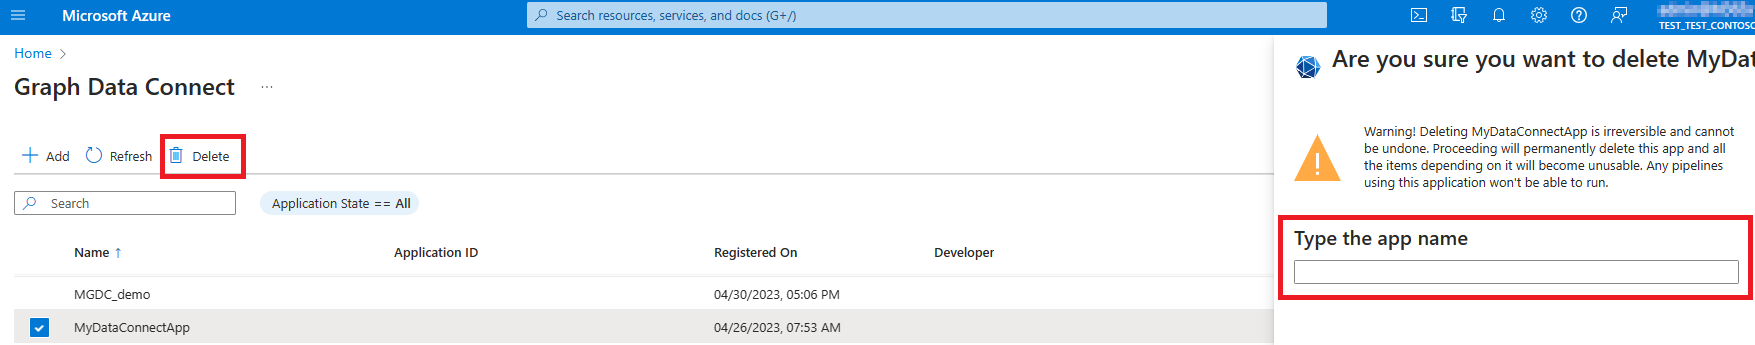 Microsoft Azure
Search resources, services, and docs (G+/)
TEST_TEST_CONTOSO
Home
Graph Data Connect
...
Add
Refresh
Delete
Search
Application State == All
Name ↑
Application ID
Registered On
Developer
MGDC_demo
04/30/2023, 05:06 PM
MyDataConnectApp
04/26/2023, 07:53 AM
Are you sure you want to delete MyDat
Warning! Deleting MyDataConnectApp is irreversible and cannot
be undone. Proceeding will permanently delete this app and all
the items depending on it will become unusable. Any pipelines
using this application won't be able to run.
Type the app name